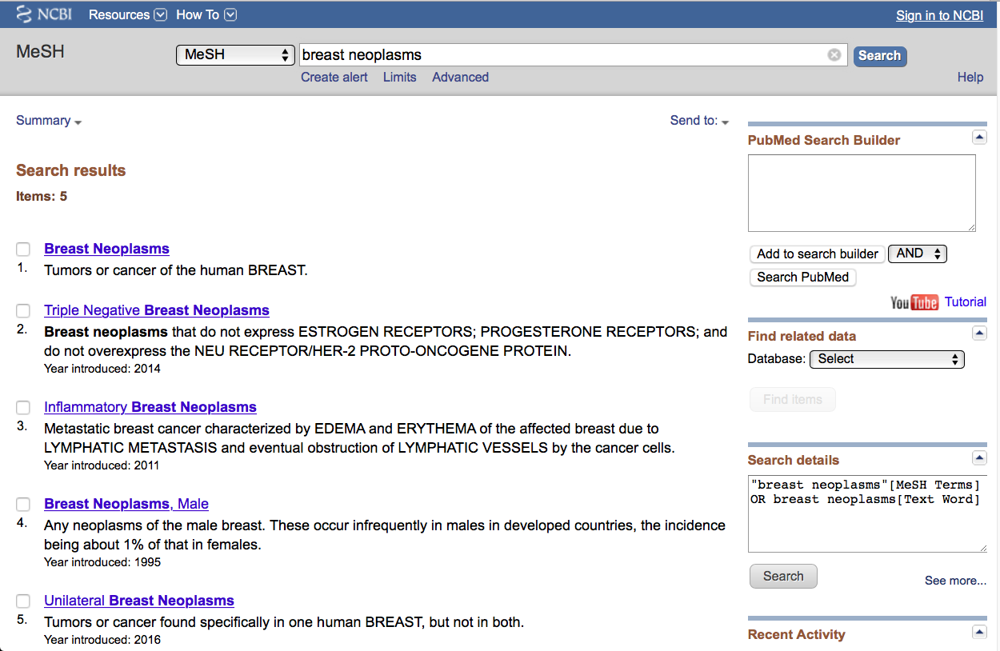 NCBI Resources How To Sign in to NCBI
MeSH MeSH breast neoplasms Search
Create alert Limits Advanced
Help
Summary Send to:
Search results
Items: 5
Breast Neoplasms
1. Tumors or cancer of the human BREAST.
Triple Negative Breast Neoplasms
2. Breast neoplasms that do not express ESTROGEN RECEPTORS; PROGESTERONE RECEPTORS; and
do not overexpress the NEU RECEPTOR/HER-2 PROTO-ONCOGENE PROTEIN.
Year introduced: 2014
Inflammatory Breast Neoplasms
3. Metastatic breast cancer characterized by EDEMA and ERYTHEMA of the affected breast due to
LYMPHATIC METASTASIS and eventual obstruction of LYMPHATIC VESSELS by the cancer cells.
Year introduced: 2011
Breast Neoplasms, Male
4. Any neoplasms of the male breast. These occur infrequently in males in developed countries, the incidence
being about 1% of that in females.
Year introduced: 1995
Unilateral Breast Neoplasms
5. Tumors or cancer found specifically in one human BREAST, but not in both.
Year introduced: 2016
PubMed Search Builder
Add to search builder AND
Search PubMed
YouTube Tutorial
Find related data
Database: Select
Find items
Search details
"breast neoplasms"[MeSH Terms]
OR breast neoplasms[Text Word]
Search
See more...
Recent Activity